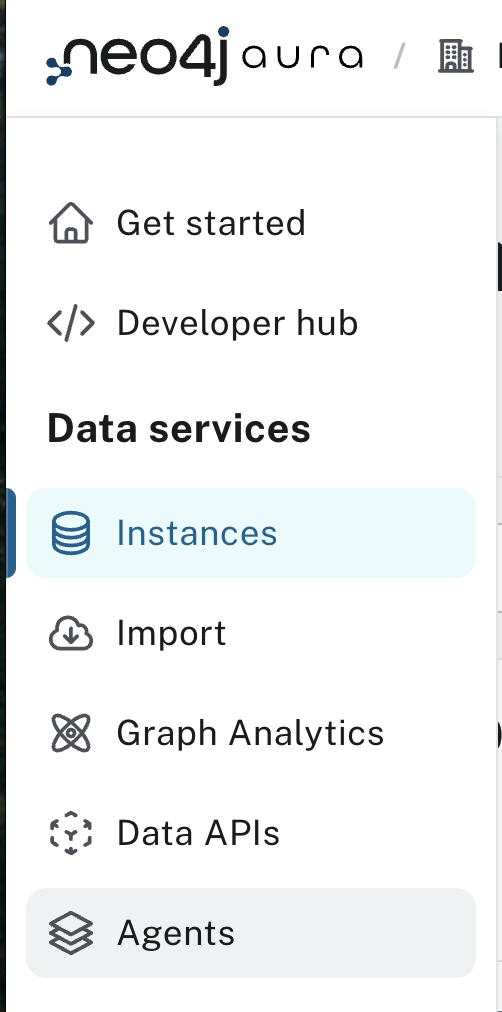 neo4j aura /
Get started
Developer hub
Data services
Instances
Import
Graph Analytics
Data APIs
Agents